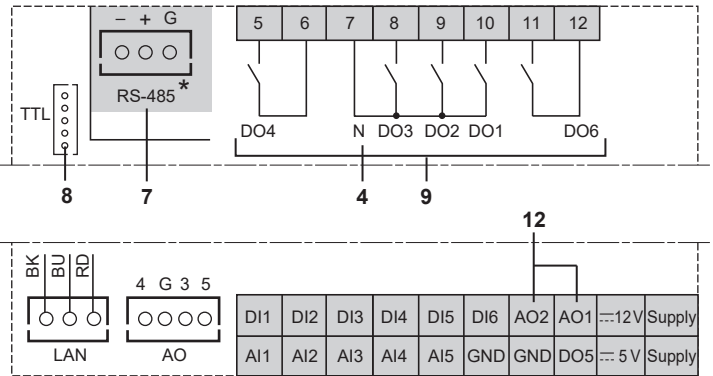 – + G
5 6 7 8 9 10 11 12
RS-485*
TTL
DO4 N DO3 DO2 DO1 DO6
8 7 4 9
12
BK BU RD
4 G 3 5
LAN AO
DI1 DI2 DI3 DI4 DI5 DI6 AO2 AO1 ⎓12V Supply
AI1 AI2 AI3 AI4 AI5 GND GND DO5 ⎓ 5 V Supply